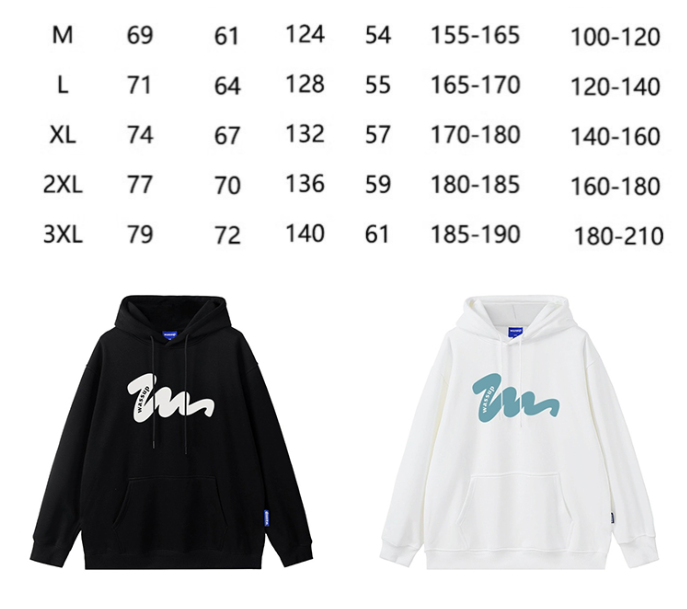 M 69 61 124 54 155-165 100-120
L 71 64 128 55 165-170 120-140
XL 74 67 132 57 170-180 140-160
2XL 77 70 136 59 180-185 160-180
3XL 79 72 140 61 185-190 180-210
wassup
wassup